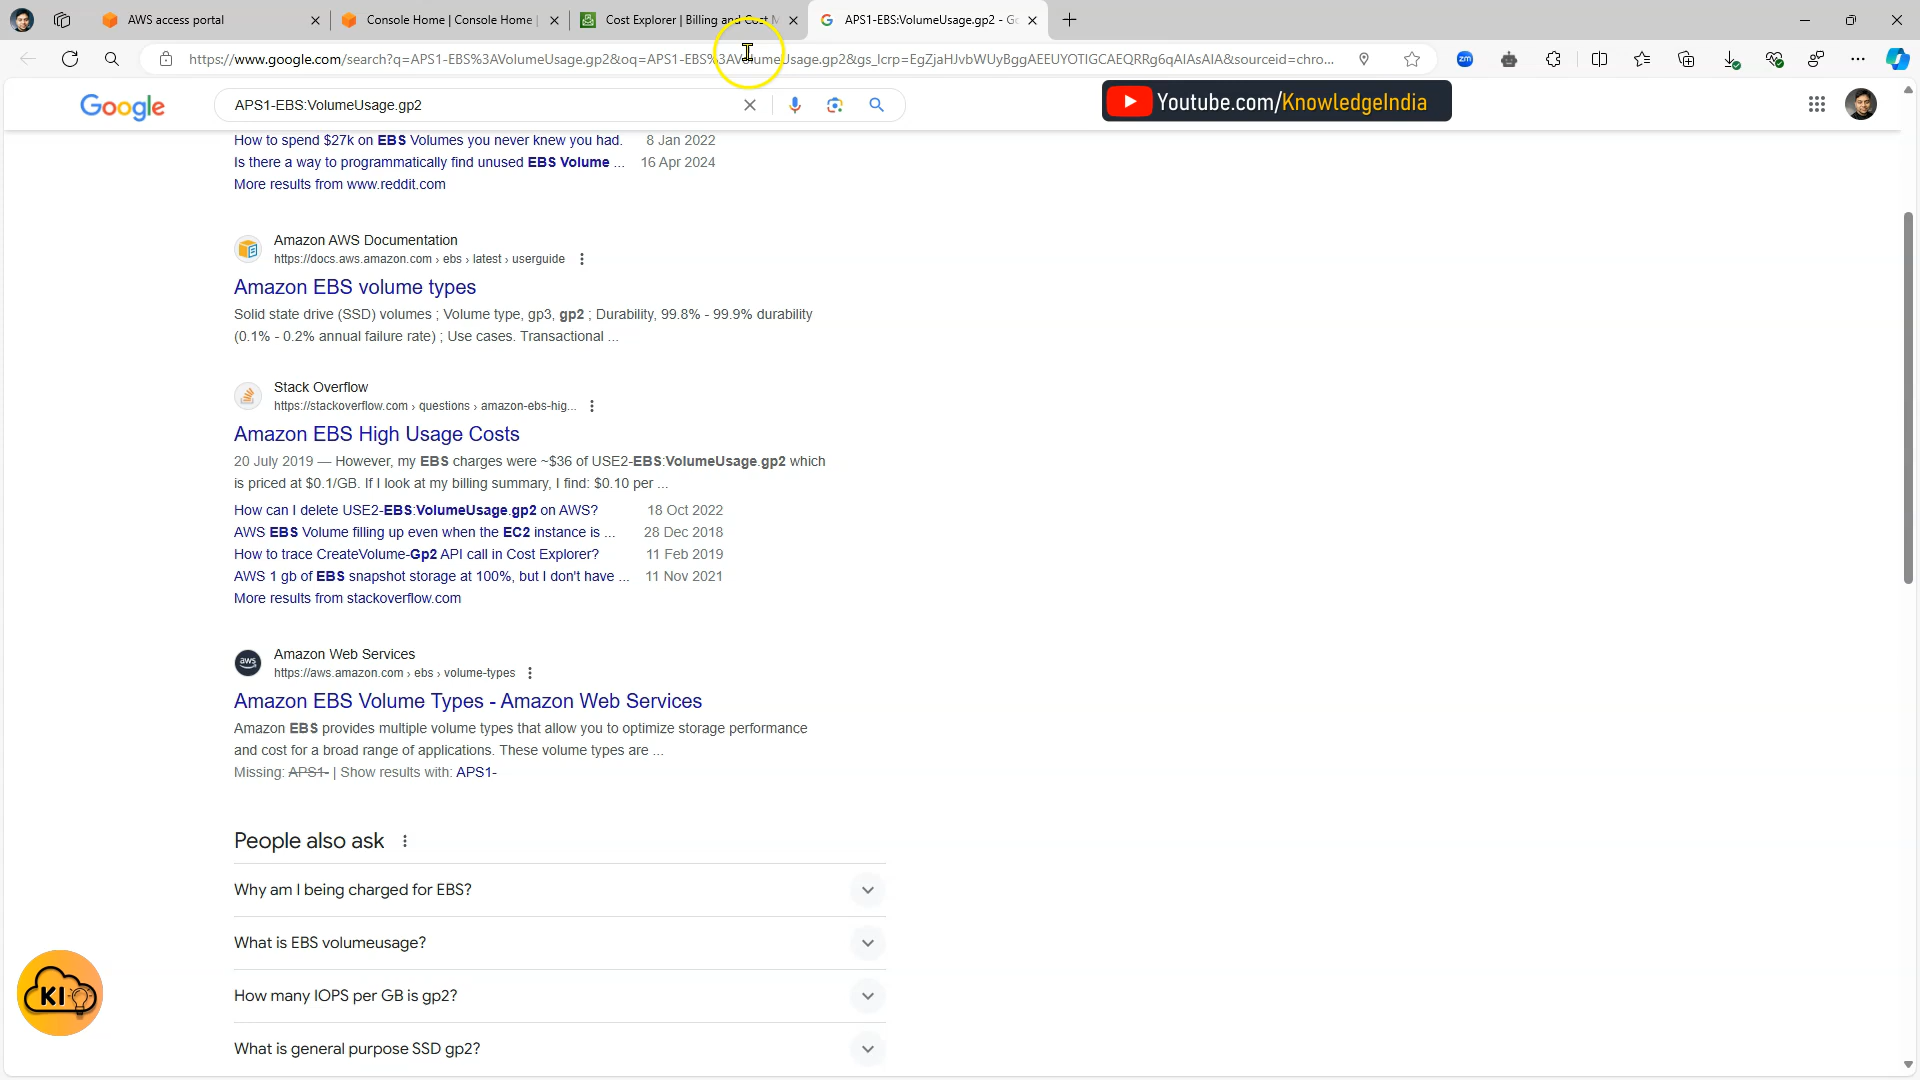 AWS access portal
Console Home | Console Home
Cost Explorer | Billing and Cost M
APS1-EBS:VolumeUsage.gp2 - Go
https://www.google.com/search?q=APS1-EBS%3AVolumeUsage.gp2&oq=APS1-EBS%3AVolumeUsage.gp2&gs_lcrp=EgZjaHJvbWUyBggAEEUYOTIGCAEQRRg6qAIAsAIA&sourceid=chro...
Google
APS1-EBS:VolumeUsage.gp2
Youtube.com/KnowledgeIndia
How to spend $27k on EBS Volumes you never knew you had. 8 Jan 2022
Is there a way to programmatically find unused EBS Volume ... 16 Apr 2024
More results from www.reddit.com
Amazon AWS Documentation
https://docs.aws.amazon.com › ebs › latest › userguide
Amazon EBS volume types
Solid state drive (SSD) volumes ; Volume type, gp3, gp2 ; Durability, 99.8% - 99.9% durability
(0.1% - 0.2% annual failure rate) ; Use cases. Transactional ...
Stack Overflow
https://stackoverflow.com › questions › amazon-ebs-hig...
Amazon EBS High Usage Costs
20 July 2019 — However, my EBS charges were ~$36 of USE2-EBS:VolumeUsage.gp2 which
is priced at $0.1/GB. If I look at my billing summary, I find: $0.10 per ...
How can I delete USE2-EBS:VolumeUsage.gp2 on AWS? 18 Oct 2022
AWS EBS Volume filling up even when the EC2 instance is ... 28 Dec 2018
How to trace CreateVolume-Gp2 API call in Cost Explorer? 11 Feb 2019
AWS 1 gb of EBS snapshot storage at 100%, but I don't have ... 11 Nov 2021
More results from stackoverflow.com
aws
Amazon Web Services
https://aws.amazon.com › ebs › volume-types
Amazon EBS Volume Types - Amazon Web Services
Amazon EBS provides multiple volume types that allow you to optimize storage performance
and cost for a broad range of applications. These volume types are ...
Missing: APS1- | Show results with: APS1-
People also ask
Why am I being charged for EBS?
What is EBS volumeusage?
How many IOPS per GB is gp2?
What is general purpose SSD gp2?
KI
zm